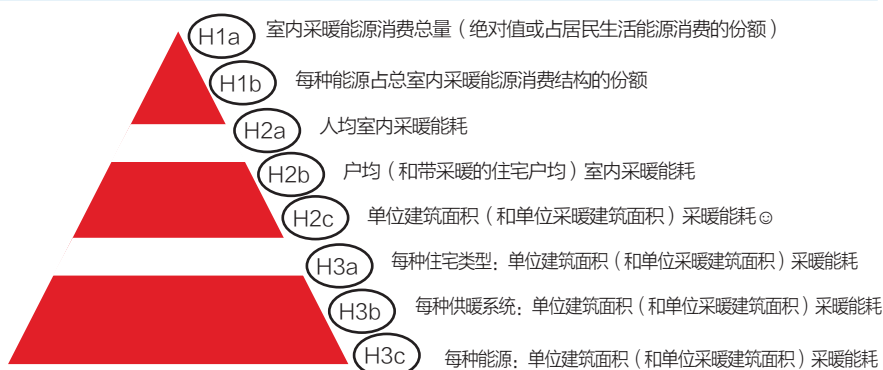 H1a 室内采暖能源消费总量（绝对值或占居民生活能源消费的份额）
H1b 每种能源占总室内采暖能源消费结构的份额
H2a 人均室内采暖能耗
H2b 户均（和带采暖的住宅户均）室内采暖能耗
H2c 单位建筑面积（和单位采暖建筑面积）采暖能耗☺
H3a 每种住宅类型：单位建筑面积（和单位采暖建筑面积）采暖能耗
H3b 每种供暖系统：单位建筑面积（和单位采暖建筑面积）采暖能耗
H3c 每种能源：单位建筑面积（和单位采暖建筑面积）采暖能耗